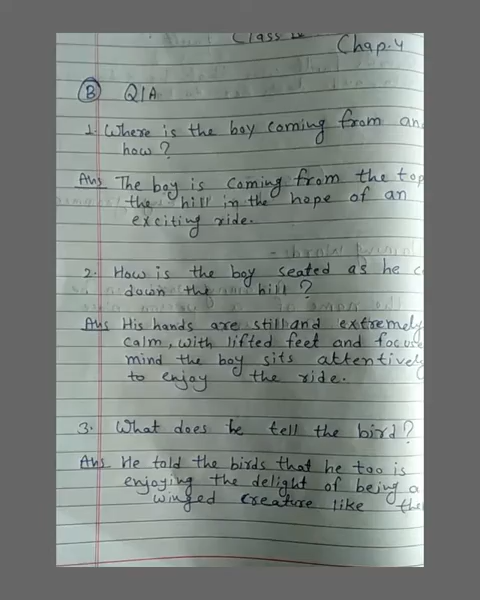 Class
Chap.4
B Q1A
1. Where is the boy coming from an
how?
Ans The boy is coming from the top
the hill in the hope of an
exciting ride.
2. How is the boy seated as he c
down the hill?
Ans His hands are still and extremely
calm, with lifted feet and focuse
mind the boy sits attentively
to enjoy the ride.
3. What does he tell the bird?
Ans He told the birds that he too is
enjoying the delight of being a
winged creature like the